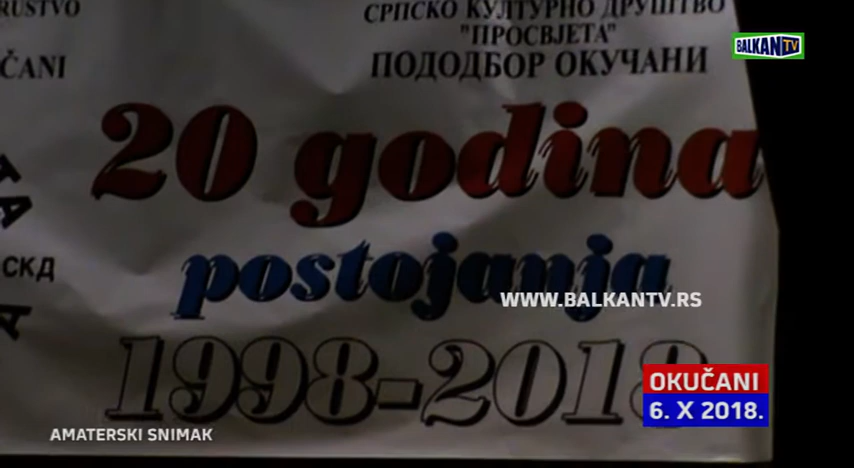 RUSTVO
СРПСКО КУЛТУРНО ДРУШТВО
"ПРОСВЈЕТА"
ČANI
ПОДОДБОР ОКУЧАНИ
BALKAN TV
20 godina
СКД
postojanja
WWW.BALKANTV.RS
1998-2018
OKUČANI
6. X 2018.
AMATERSKI SNIMAK